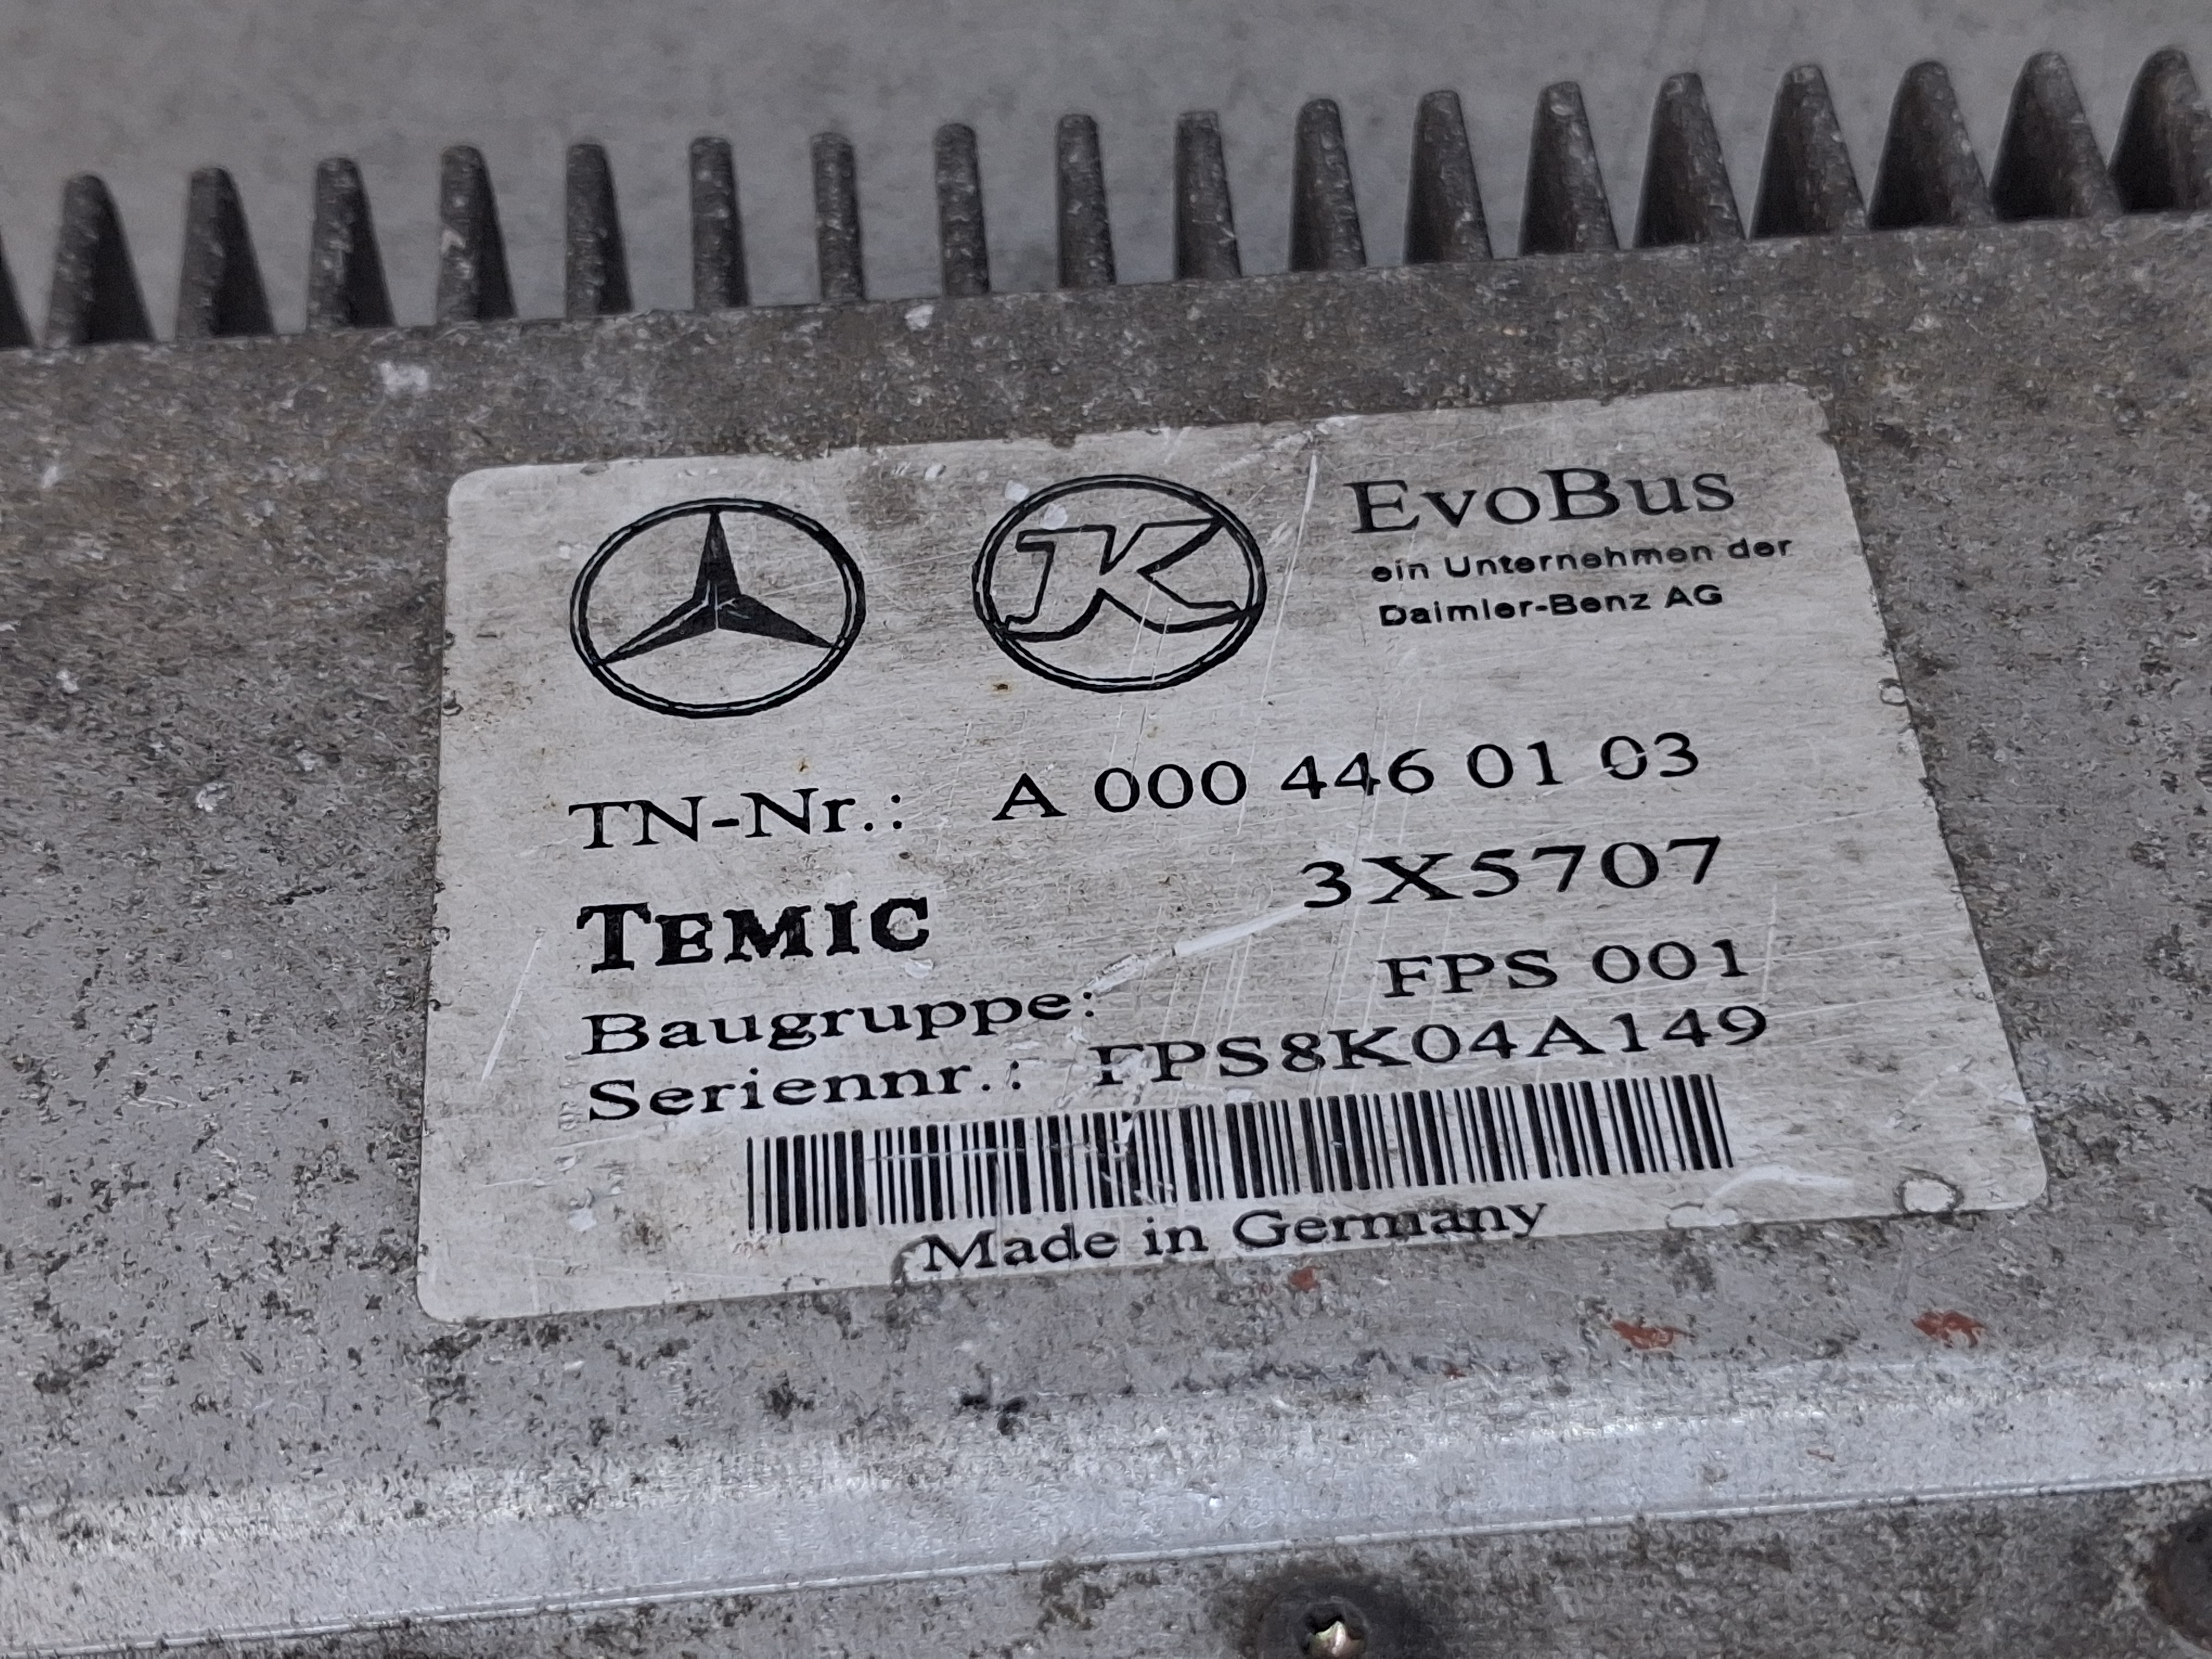 K
EvoBus
ein Unternehmen der
Daimler-Benz AG
TN-Nr.: A 000 446 01 03
TEMIC 3X5707
Baugruppe: FPS 001
Seriennr.: FPS8K04A149
Made in Germany